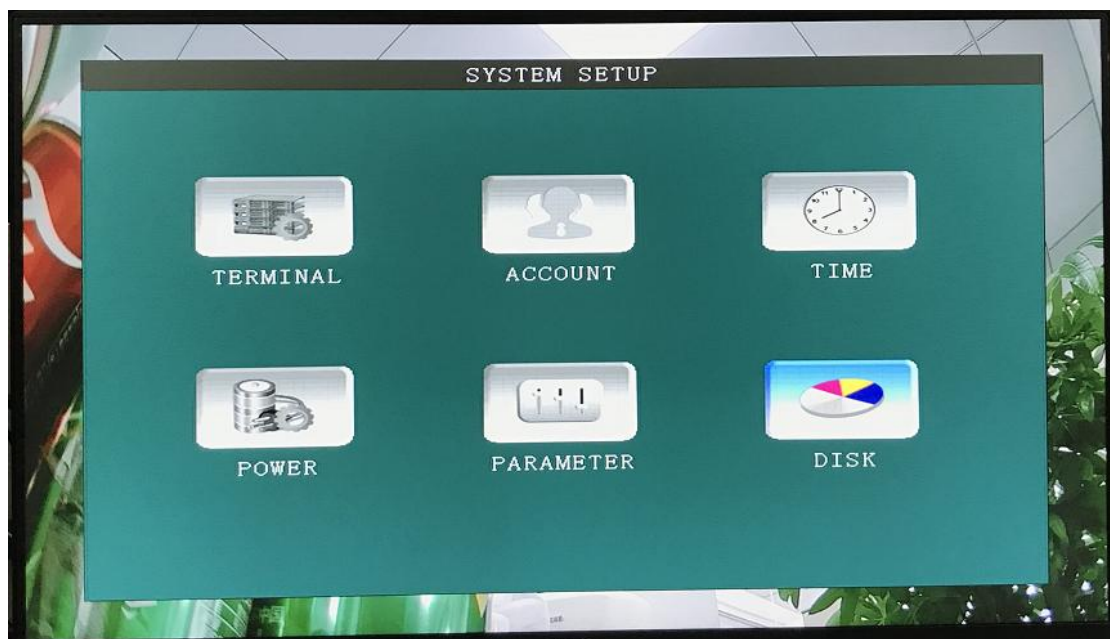 SYSTEM SETUP
TERMINAL
ACCOUNT
TIME
POWER
PARAMETER
DISK